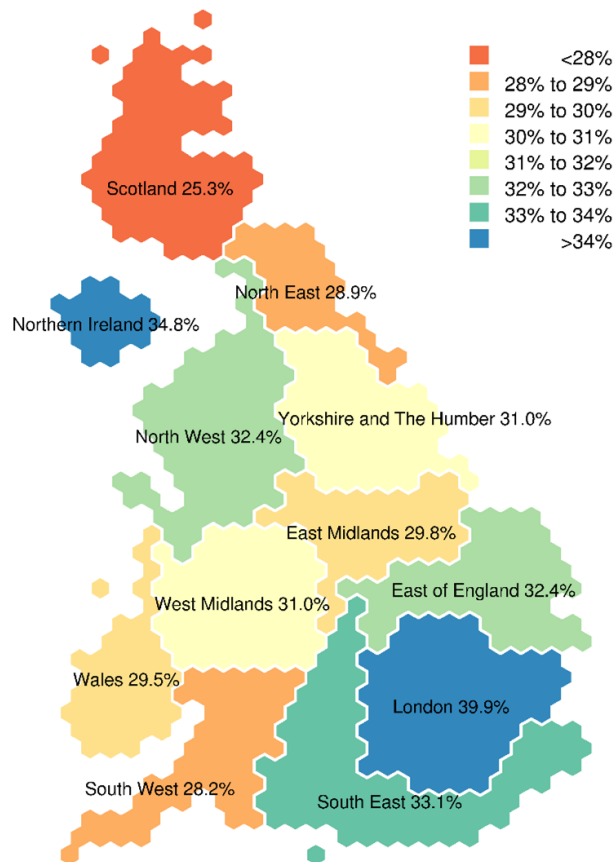 <28%
28% to 29%
29% to 30%
30% to 31%
31% to 32%
32% to 33%
33% to 34%
>34%
Scotland 25.3%
North East 28.9%
Northern Ireland 34.8%
Yorkshire and The Humber 31.0%
North West 32.4%
East Midlands 29.8%
East of England 32.4%
West Midlands 31.0%
Wales 29.5%
London 39.9%
South West 28.2%
South East 33.1%